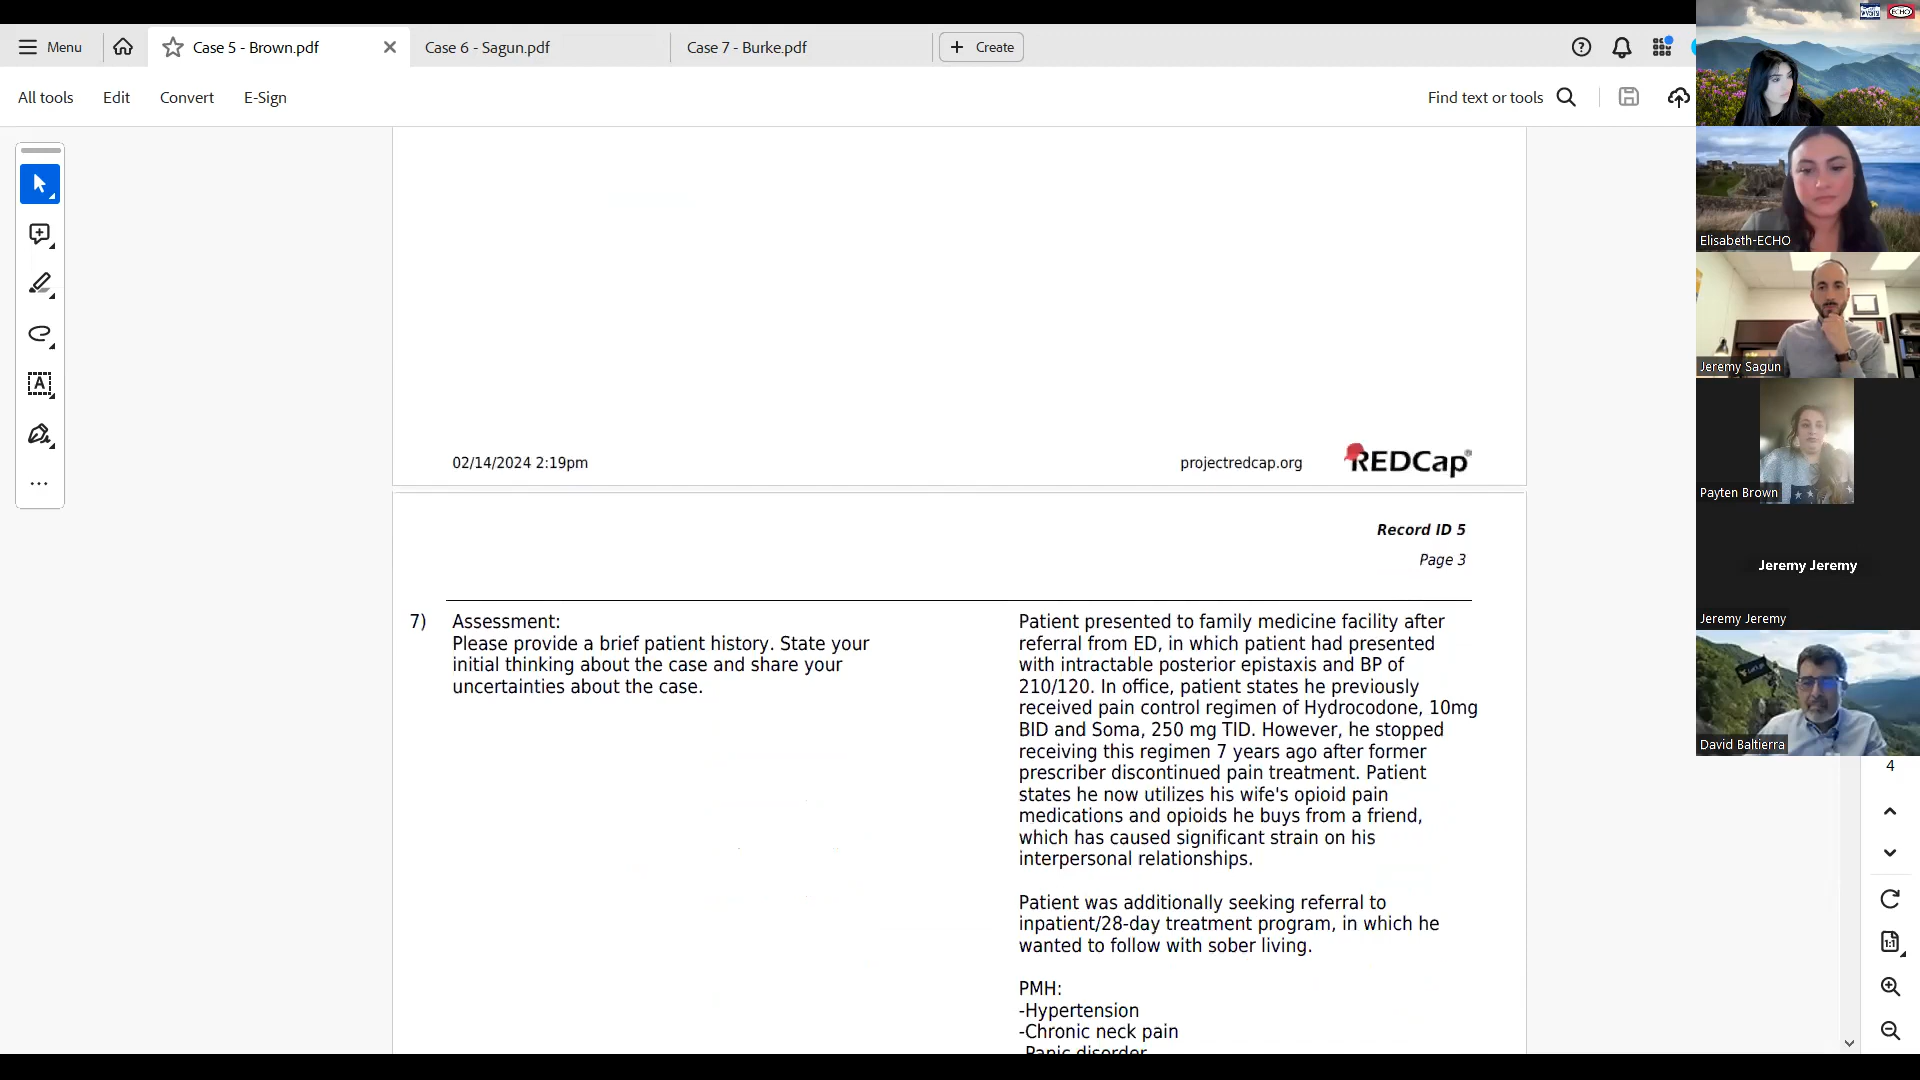 Menu
Case 5 - Brown.pdf
Case 6 - Sagun.pdf
Case 7 - Burke.pdf
Create
All tools
Edit
Convert
E-Sign
Find text or tools
02/14/2024 2:19pm
projectredcap.org
REDCap
Record ID 5
Page 3
7) Assessment:
Please provide a brief patient history. State your
initial thinking about the case and share your
uncertainties about the case.
Patient presented to family medicine facility after
referral from ED, in which patient had presented
with intractable posterior epistaxis and BP of
210/120. In office, patient states he previously
received pain control regimen of Hydrocodone, 10mg
BID and Soma, 250 mg TID. However, he stopped
receiving this regimen 7 years ago after former
prescriber discontinued pain treatment. Patient
states he now utilizes his wife's opioid pain
medications and opioids he buys from a friend,
which has caused significant strain on his
interpersonal relationships.
Patient was additionally seeking referral to
inpatient/28-day treatment program, in which he
wanted to follow with sober living.
PMH:
-Hypertension
-Chronic neck pain
-Panic disorder
ECHO
Elisabeth-ECHO
Jeremy Sagun
Payten Brown
Jeremy Jeremy
Jeremy Jeremy
David Baltierra
4
1:1